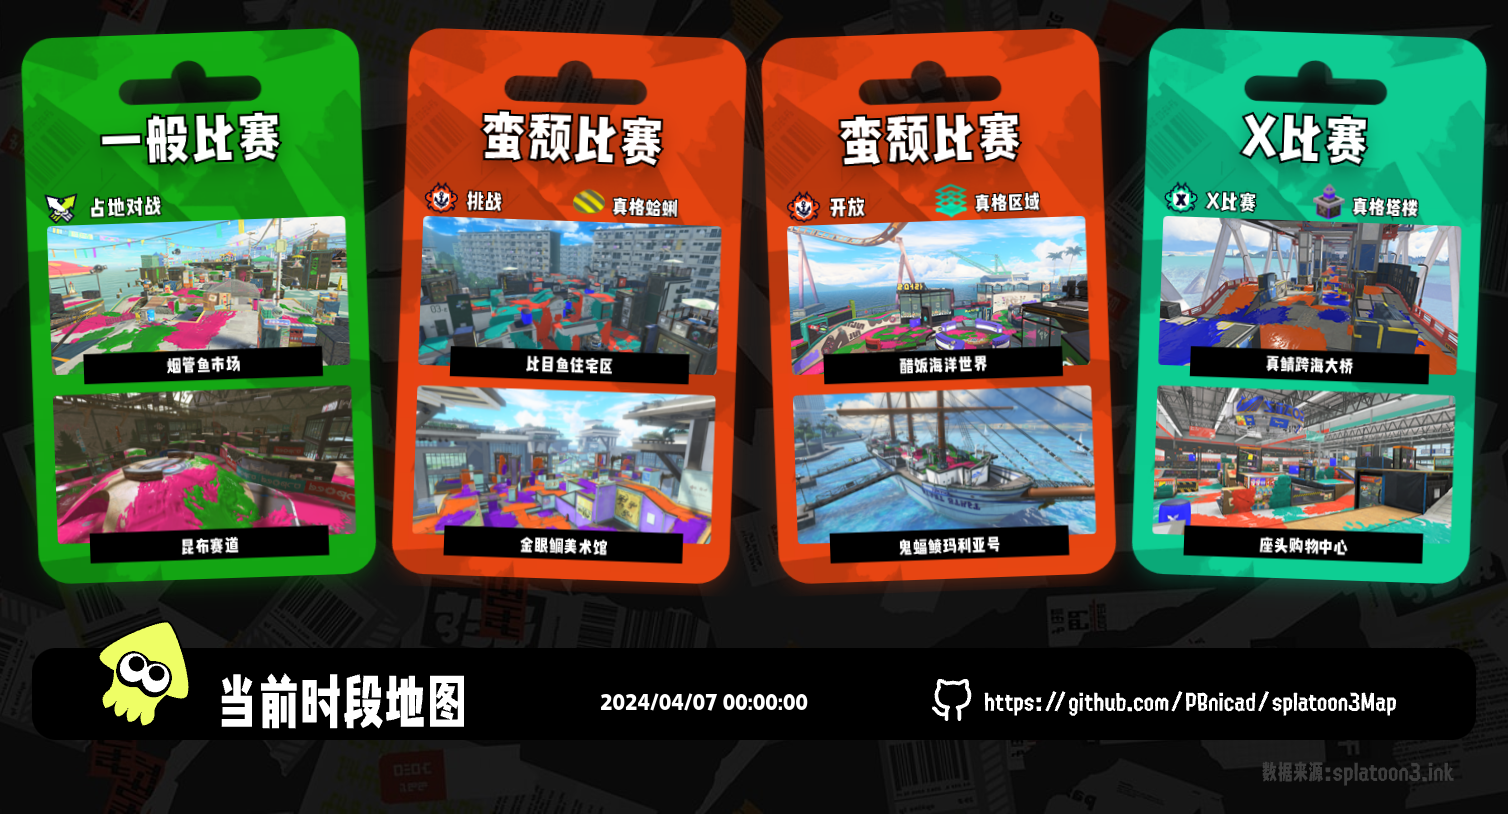 一般比赛
占地对战
烟管鱼市场
昆布赛道
蛮颓比赛
挑战
真格蛤蜊
比目鱼住宅区
金眼鲷美术馆
蛮颓比赛
开放
真格区域
醋饭海洋世界
鬼蝠鲼玛利亚号
X比赛
X比赛
真格塔楼
真鲭跨海大桥
座头购物中心
当前时段地图
2024/04/07 00:00:00
https://github.com/PBnicad/splatoon3Map
数据来源:splatoon3.ink